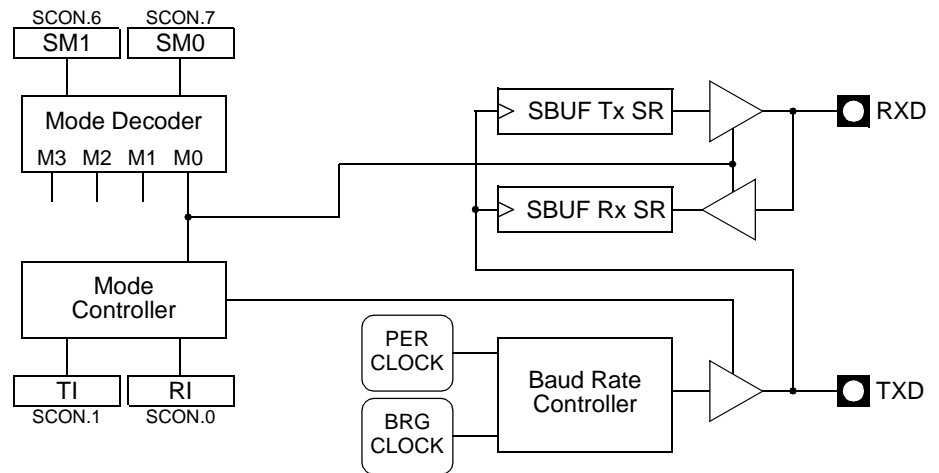 SCON.6 SCON.7
SM1 SM0
Mode Decoder
M3 M2 M1 M0
SBUF Tx SR
RXD
SBUF Rx SR
Mode
Controller
TI RI
SCON.1 SCON.0
PER
CLOCK
BRG
CLOCK
Baud Rate
Controller
TXD